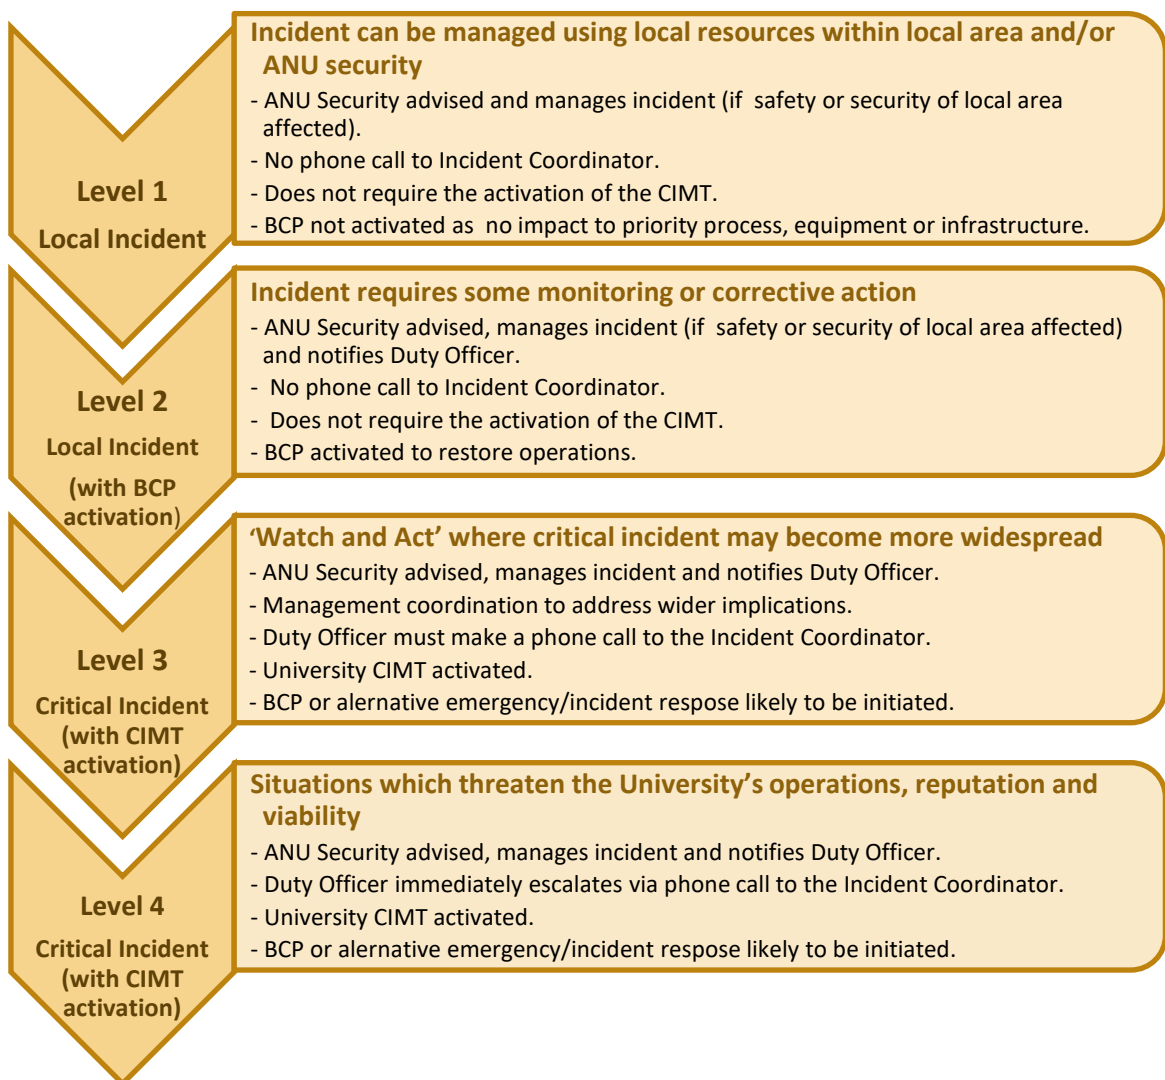 Level 1
Local Incident
Incident can be managed using local resources within local area and/or
ANU security
- ANU Security advised and manages incident (if safety or security of local area
affected).
- No phone call to Incident Coordinator.
- Does not require the activation of the CIMT.
- BCP not activated as no impact to priority process, equipment or infrastructure.
Level 2
Local Incident
(with BCP
activation)
Incident requires some monitoring or corrective action
- ANU Security advised, manages incident (if safety or security of local area affected)
and notifies Duty Officer.
- No phone call to Incident Coordinator.
- Does not require the activation of the CIMT.
- BCP activated to restore operations.
Level 3
Critical Incident
(with CIMT
activation)
‘Watch and Act’ where critical incident may become more widespread
- ANU Security advised, manages incident and notifies Duty Officer.
- Management coordination to address wider implications.
- Duty Officer must make a phone call to the Incident Coordinator.
- University CIMT activated.
- BCP or alernative emergency/incident respose likely to be initiated.
Level 4
Critical Incident
(with CIMT
activation)
Situations which threaten the University’s operations, reputation and
viability
- ANU Security advised, manages incident and notifies Duty Officer.
- Duty Officer immediately escalates via phone call to the Incident Coordinator.
- University CIMT activated.
- BCP or alernative emergency/incident respose likely to be initiated.